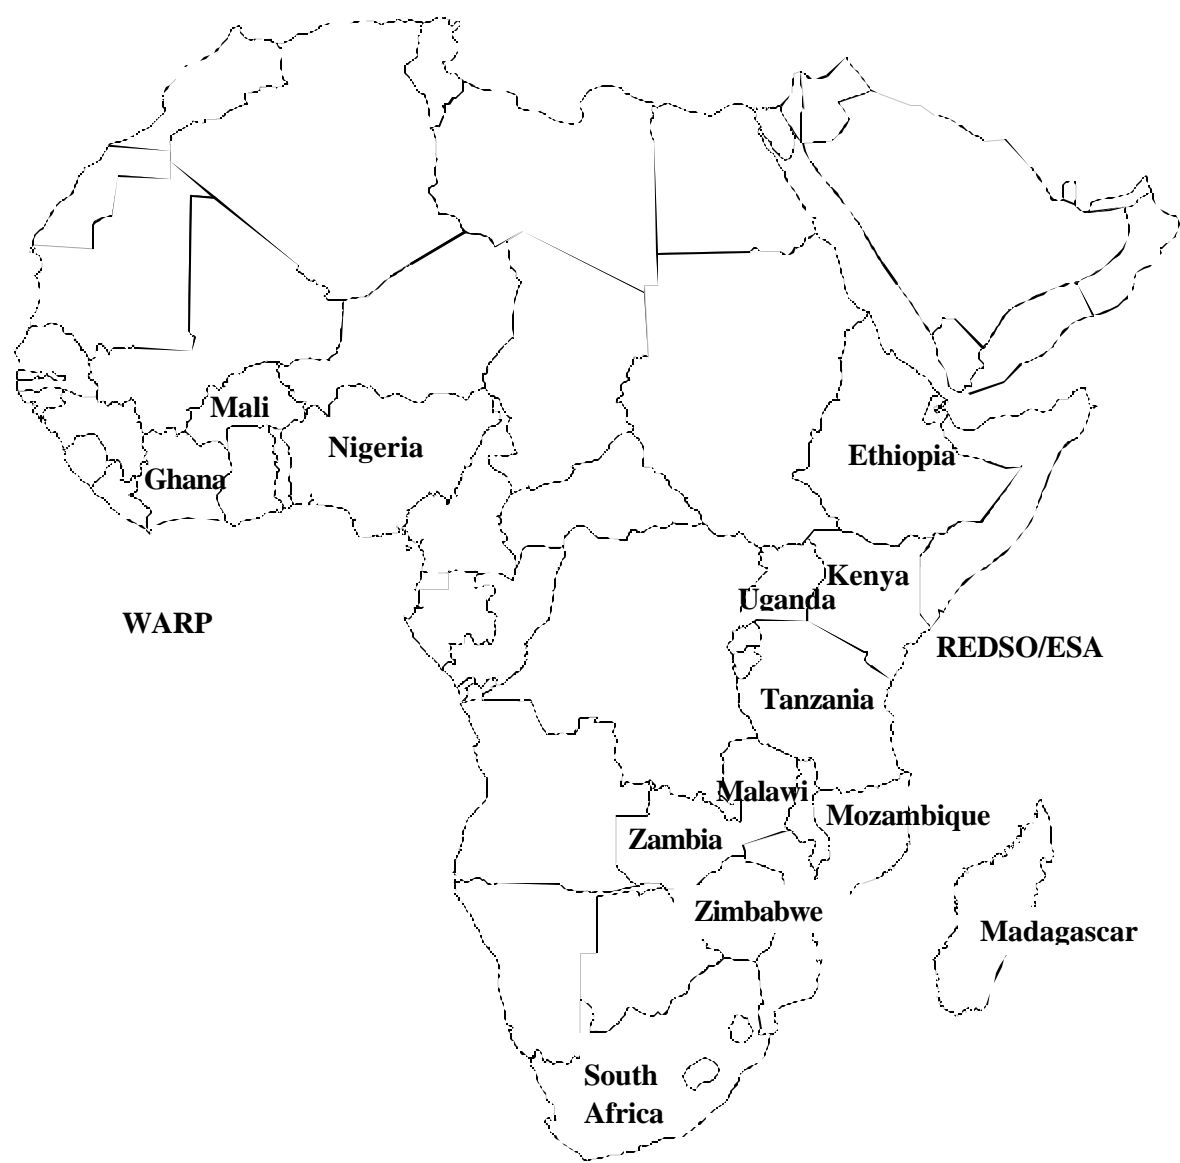 Mali
Nigeria
Ghana
Ethiopia
Kenya
Uganda
WARP
REDSO/ESA
Tanzania
Malawi
Mozambique
Zambia
Zimbabwe
Madagascar
South
Africa